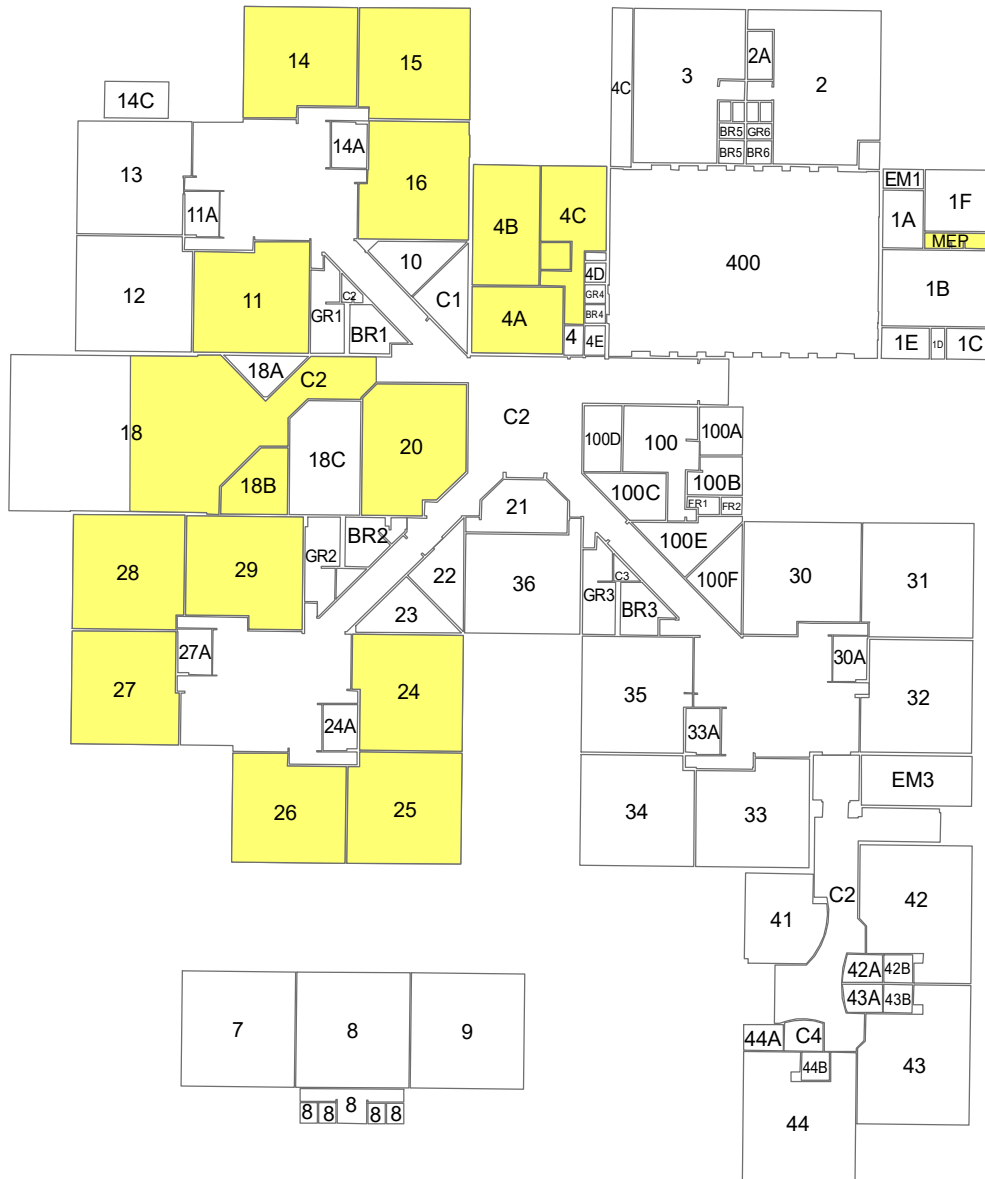 14
15
3
2A
2
4C
14C
BR5
GR6
BR5
BR6
13
14A
16
11A
EM1
1F
1A
4B
4C
MEP
10
4D
400
C1
GR4
1B
12
11
C2
GR1
BR1
4A
BR4
4
4E
1E
1D
1C
18A
C2
18
18C
20
C2
100D
100
100A
18B
100C
100B
21
ER1
FR2
GR2
BR2
100E
28
29
22
36
C3
GR3
BR3
100F
30
31
23
27A
30A
27
24
35
32
24A
33A
26
25
34
33
EM3
41
C2
42
42A
42B
43A
43B
7
8
9
44A
C4
43
44B
8
8
8
8
8
44